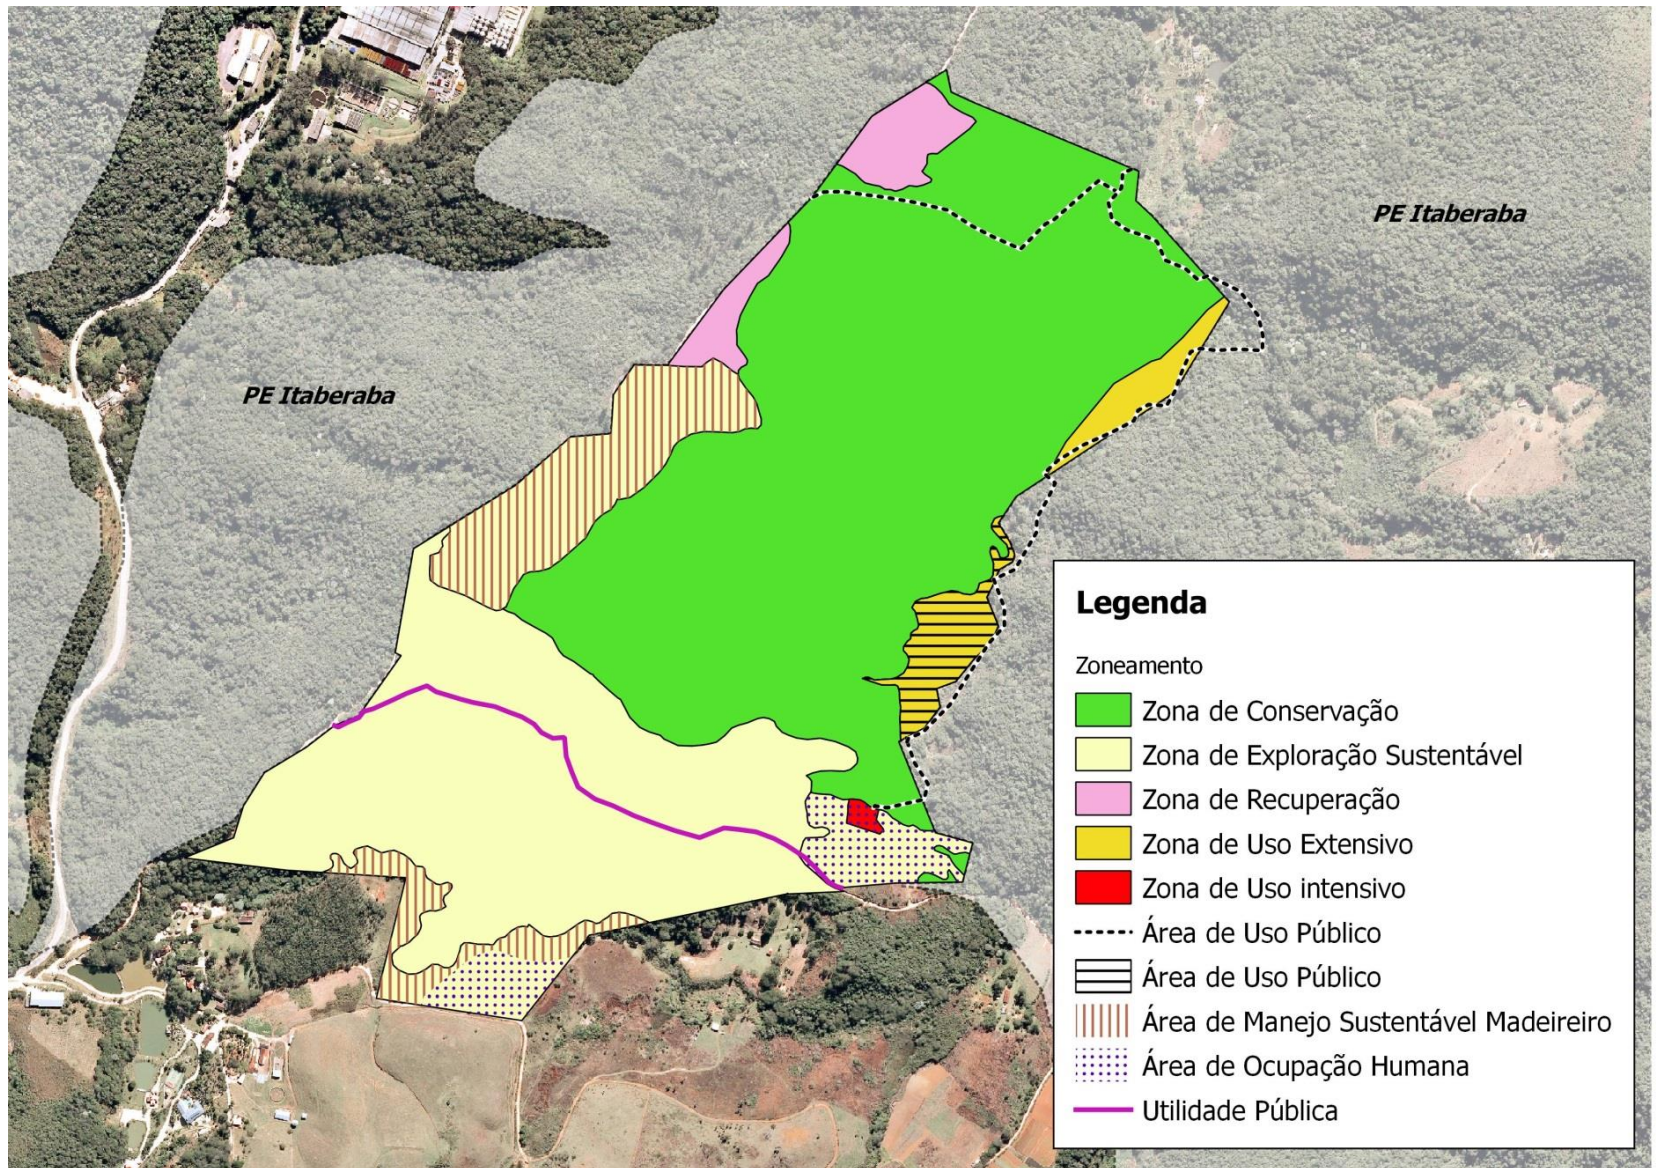 PE Itaberaba
PE Itaberaba
Legenda
Zoneamento
Zona de Conservação
Zona de Exploração Sustentável
Zona de Recuperação
Zona de Uso Extensivo
Zona de Uso intensivo
Área de Uso Público
Área de Uso Público
Área de Manejo Sustentável Madeireiro
Área de Ocupação Humana
Utilidade Pública